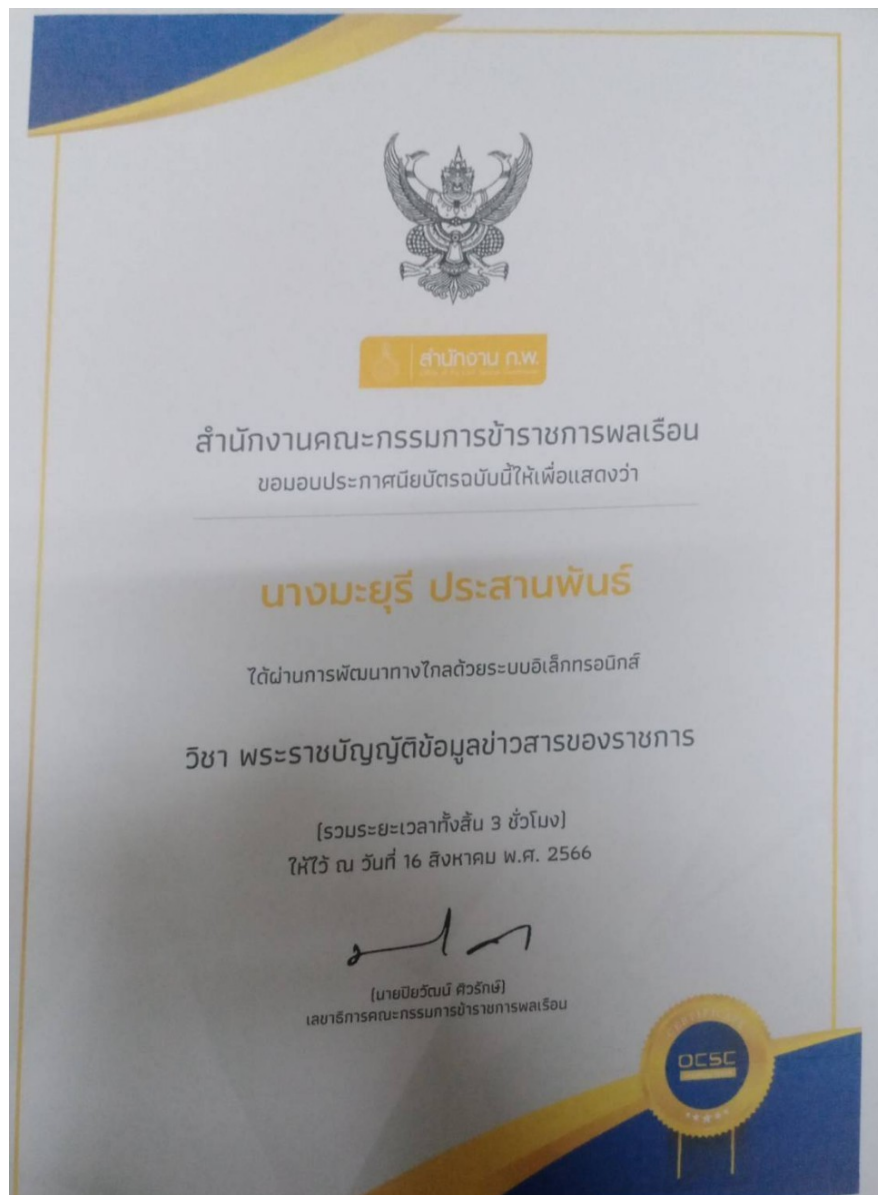 สำนักงาน ก.พ.
สำนักงานคณะกรรมการข้าราชการพลเรือน
ขอมอบประกาศนียบัตรฉบับนี้ให้เพื่อแสดงว่า
นางมะยุรี ประสานพันธ์
ได้ผ่านการพัฒนาทางไกลด้วยระบบอิเล็กทรอนิกส์
วิชา พระราชบัญญัติข้อมูลข่าวสารของราชการ
(รวมระยะเวลาทั้งสิ้น 3 ชั่วโมง)
ให้ไว้ ณ วันที่ 16 สิงหาคม พ.ศ. 2566
(นายปิยวัฒน์ ศิวรักษ์)
เลขาธิการคณะกรรมการข้าราชการพลเรือน
CERTIFICATE
OCSC